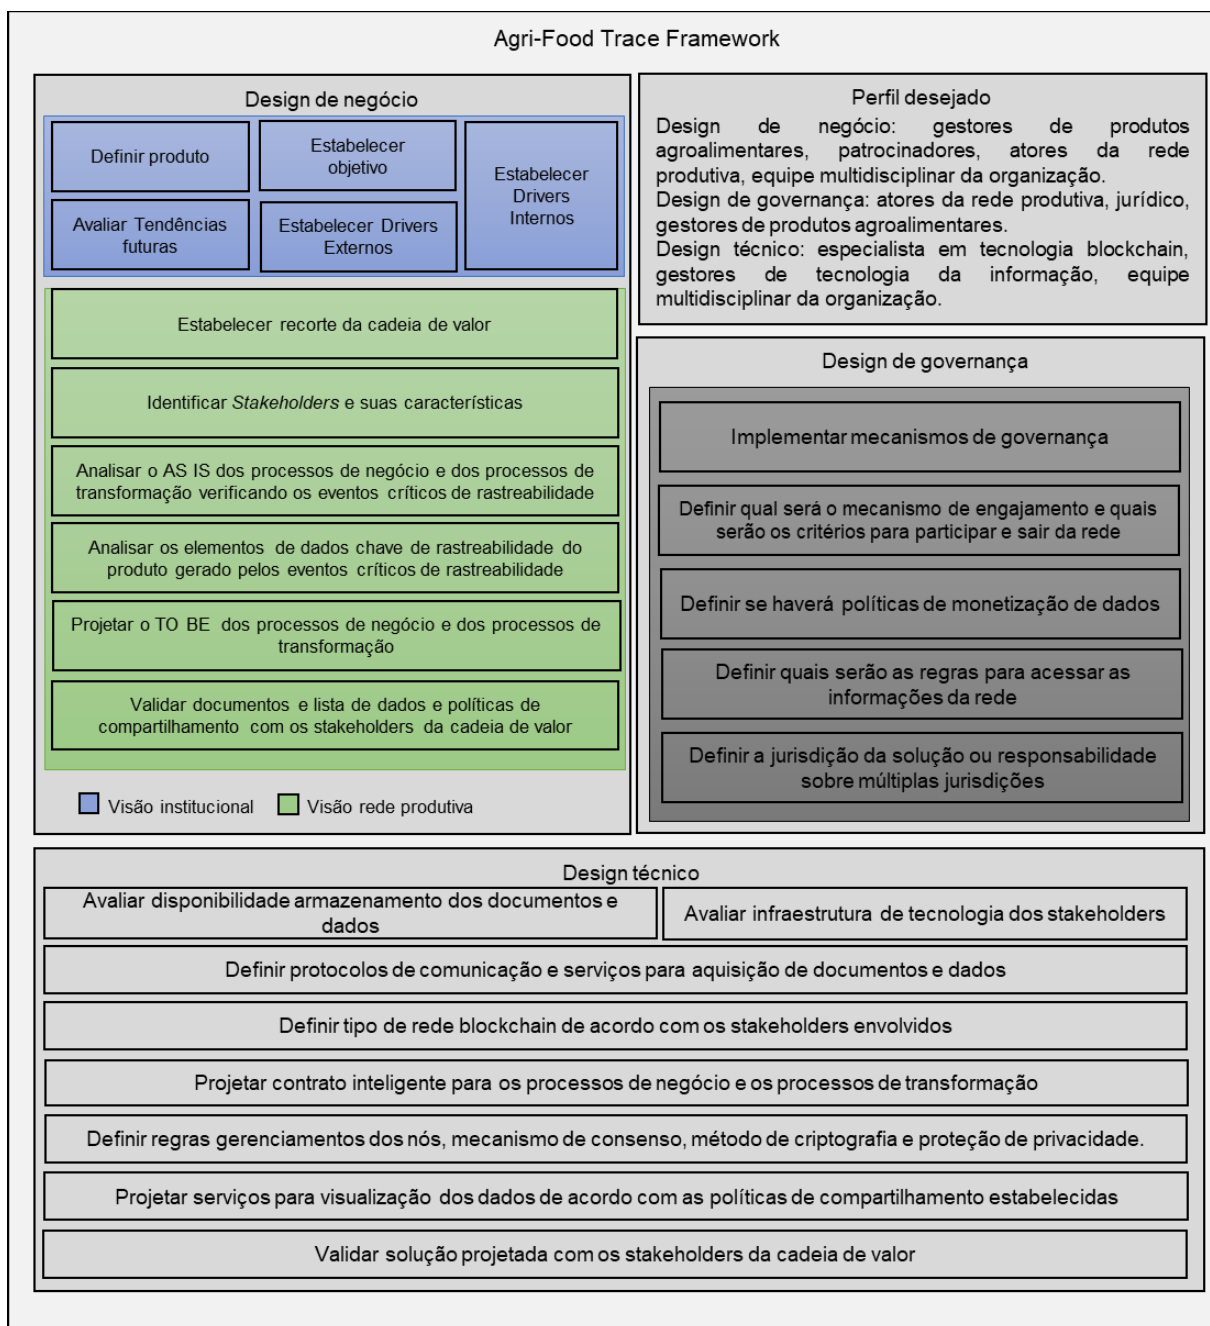 Agri-Food Trace Framework
Design de negócio
Definir produto
Estabelecer
objetivo
Estabelecer
Drivers
Internos
Avaliar Tendências
futuras
Estabelecer Drivers
Externos
Estabelecer recorte da cadeia de valor
Identificar Stakeholders e suas características
Analisar o AS IS dos processos de negócio e dos processos de
transformação verificando os eventos críticos de rastreabilidade
Analisar os elementos de dados chave de rastreabilidade do
produto gerado pelos eventos críticos de rastreabilidade
Projetar o TO BE dos processos de negócio e dos processos de
transformação
Validar documentos e lista de dados e políticas de
compartilhamento com os stakeholders da cadeia de valor
Visão institucional
Visão rede produtiva
Perfil desejado
Design de negócio: gestores de produtos
agroalimentares, patrocinadores, atores da rede
produtiva, equipe multidisciplinar da organização.
Design de governança: atores da rede produtiva, jurídico,
gestores de produtos agroalimentares.
Design técnico: especialista em tecnologia blockchain,
gestores de tecnologia da informação, equipe
multidisciplinar da organização.
Design de governança
Implementar mecanismos de governança
Definir qual será o mecanismo de engajamento e quais
serão os critérios para participar e sair da rede
Definir se haverá políticas de monetização de dados
Definir quais serão as regras para acessar as
informações da rede
Definir a jurisdição da solução ou responsabilidade
sobre múltiplas jurisdições
Design técnico
Avaliar disponibilidade armazenamento dos documentos e
dados
Avaliar infraestrutura de tecnologia dos stakeholders
Definir protocolos de comunicação e serviços para aquisição de documentos e dados
Definir tipo de rede blockchain de acordo com os stakeholders envolvidos
Projetar contrato inteligente para os processos de negócio e os processos de transformação
Definir regras gerenciamentos dos nós, mecanismo de consenso, método de criptografia e proteção de privacidade.
Projetar serviços para visualização dos dados de acordo com as políticas de compartilhamento estabelecidas
Validar solução projetada com os stakeholders da cadeia de valor